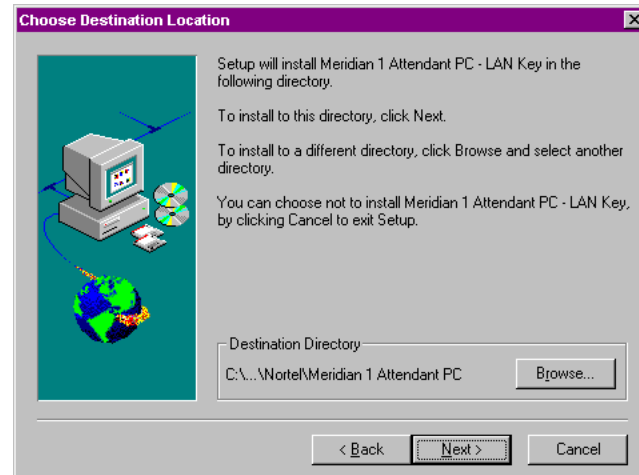 Choose Destination Location
Setup will install Meridian 1 Attendant PC - LAN Key in the
following directory.
To install to this directory, click Next.
To install to a different directory, click Browse and select another
directory.
You can choose not to install Meridian 1 Attendant PC - LAN Key,
by clicking Cancel to exit Setup.
Destination Directory
C:\...\Nortel\Meridian 1 Attendant PC
Browse...
< Back
Next >
Cancel